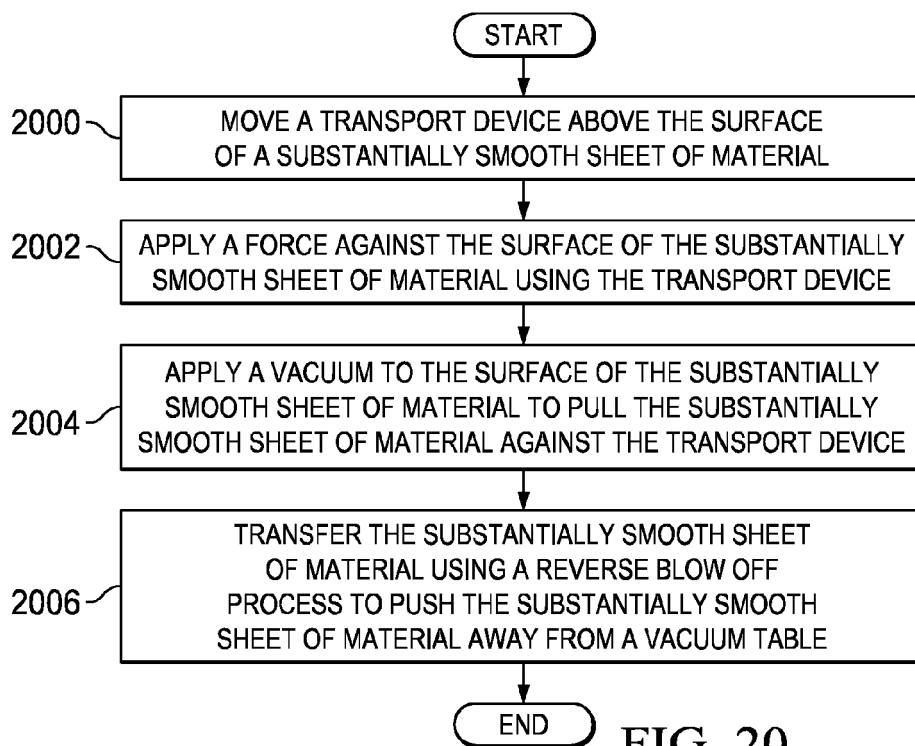 START
2000
MOVE A TRANSPORT DEVICE ABOVE THE SURFACE
OF A SUBSTANTIALLY SMOOTH SHEET OF MATERIAL
2002
APPLY A FORCE AGAINST THE SURFACE OF THE SUBSTANTIALLY
SMOOTH SHEET OF MATERIAL USING THE TRANSPORT DEVICE
2004
APPLY A VACUUM TO THE SURFACE OF THE SUBSTANTIALLY
SMOOTH SHEET OF MATERIAL TO PULL THE SUBSTANTIALLY
SMOOTH SHEET OF MATERIAL AGAINST THE TRANSPORT DEVICE
2006
TRANSFER THE SUBSTANTIALLY SMOOTH SHEET
OF MATERIAL USING A REVERSE BLOW OFF
PROCESS TO PUSH THE SUBSTANTIALLY SMOOTH
SHEET OF MATERIAL AWAY FROM A VACUUM TABLE
END
FIG. 20